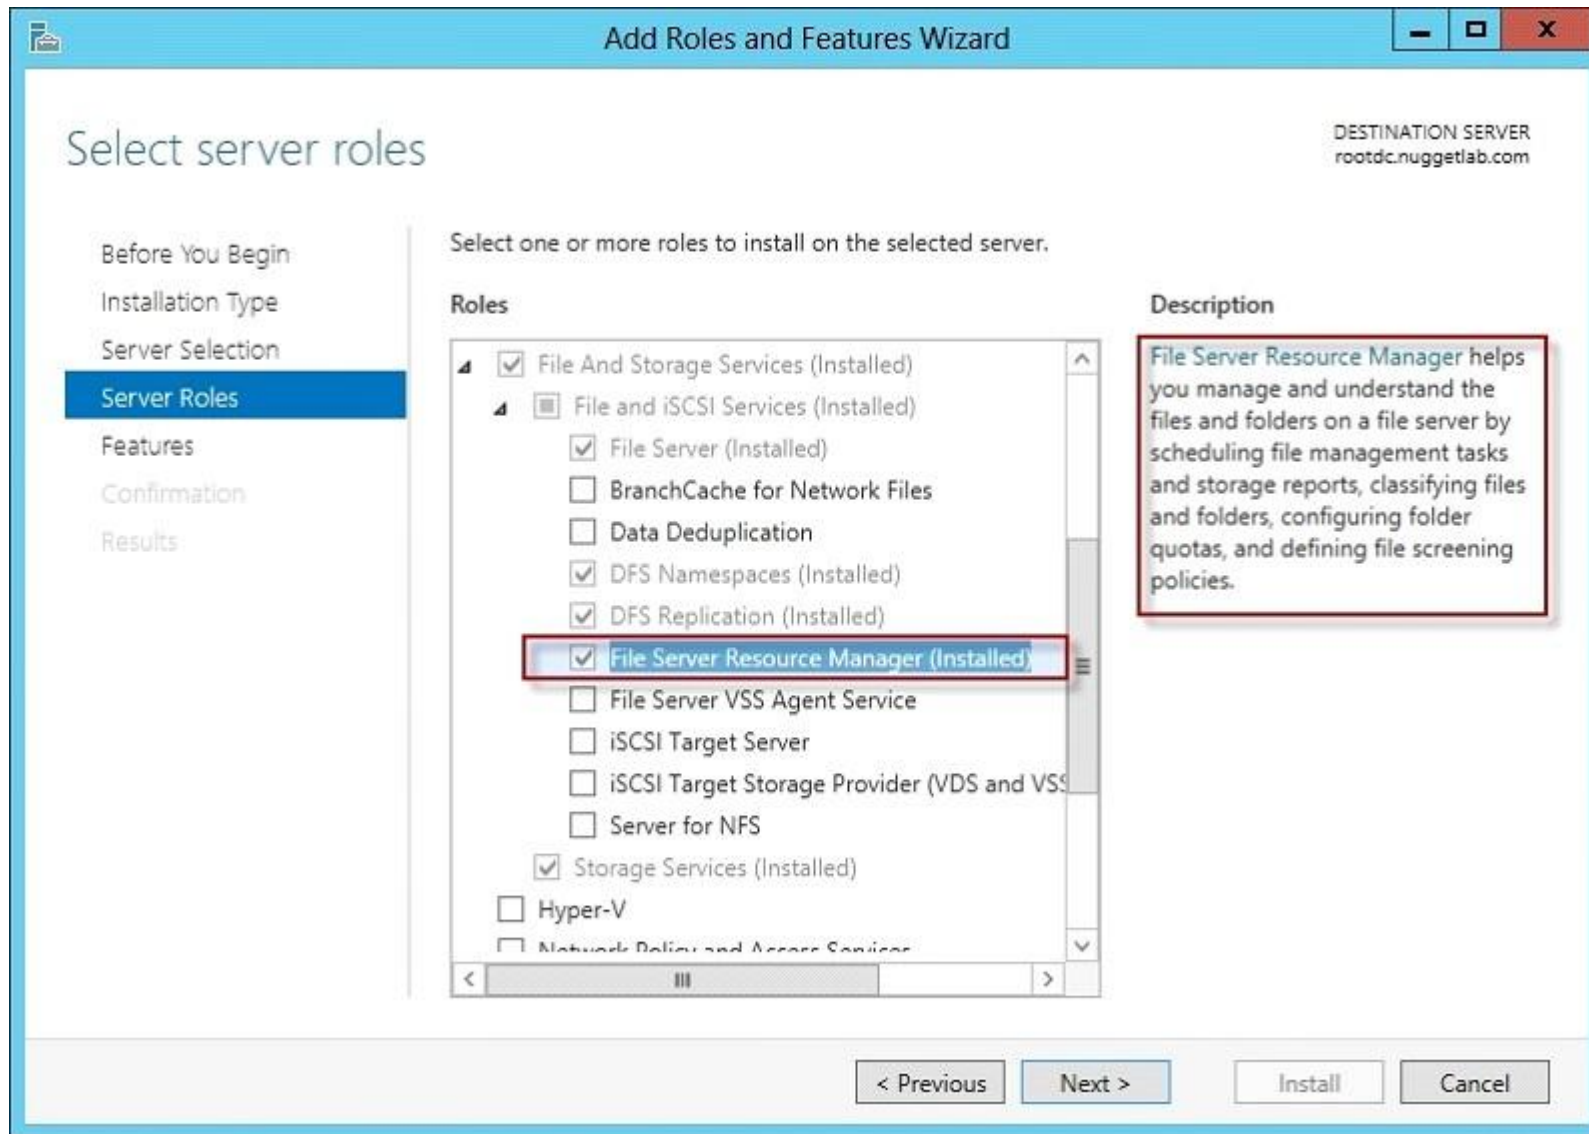 Add Roles and Features Wizard
Select server roles
DESTINATION SERVER
rootdc.nuggetlab.com
Before You Begin
Installation Type
Server Selection
Server Roles
Features
Confirmation
Results
Select one or more roles to install on the selected server.
Roles
File And Storage Services (Installed)
File and iSCSI Services (Installed)
File Server (Installed)
BranchCache for Network Files
Data Deduplication
DFS Namespaces (Installed)
DFS Replication (Installed)
File Server Resource Manager (Installed)
File Server VSS Agent Service
iSCSI Target Server
iSCSI Target Storage Provider (VDS and VSS
Server for NFS
Storage Services (Installed)
Hyper-V
Network Policy and Access Services
Description
File Server Resource Manager helps
you manage and understand the
files and folders on a file server by
scheduling file management tasks
and storage reports, classifying files
and folders, configuring folder
quotas, and defining file screening
policies.
< Previous
Next >
Install
Cancel